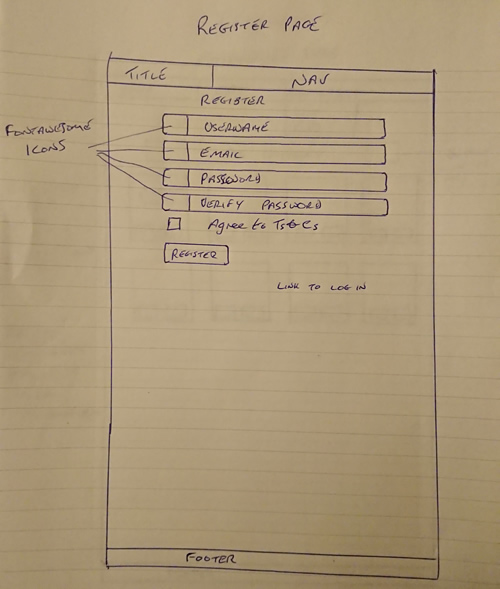 REGISTER PAGE
TITLE NAV
REGISTER
FONTAWESOME
ICONS
USERNAME
EMAIL
PASSWORD
VERIFY PASSWORD
Agree to Ts&Cs
REGISTER
LINK TO LOG IN
FOOTER